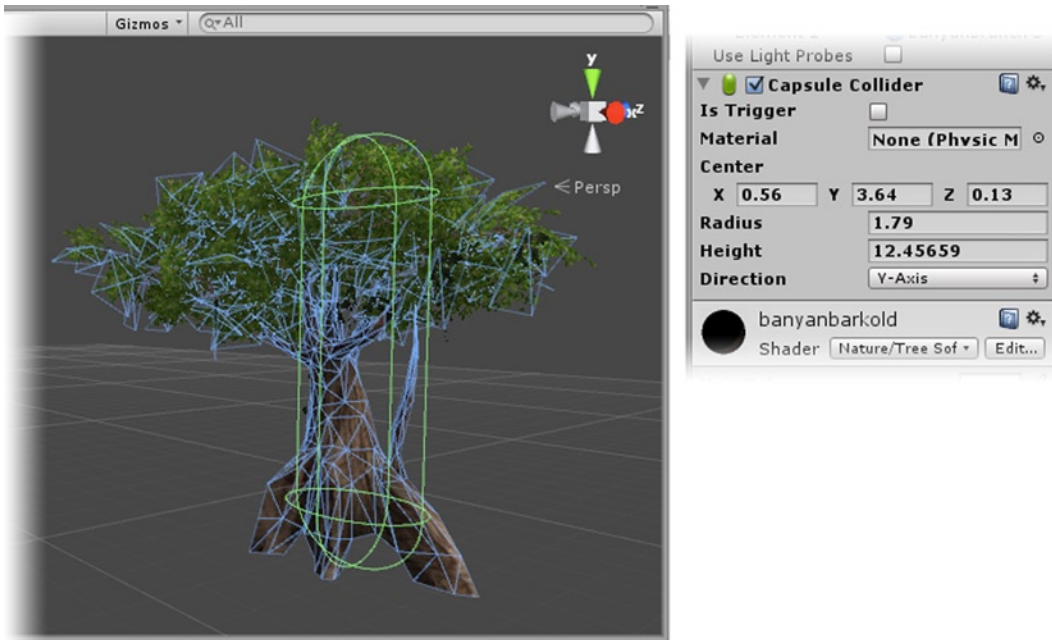 Gizmos
All
y
x
z
Persp
Use Light Probes
Capsule Collider
Is Trigger
Material None (Physic M
Center
X 0.56 Y 3.64 Z 0.13
Radius 1.79
Height 12.45659
Direction Y-Axis
banyanbarkold
Shader Nature/Tree Sof Edit...